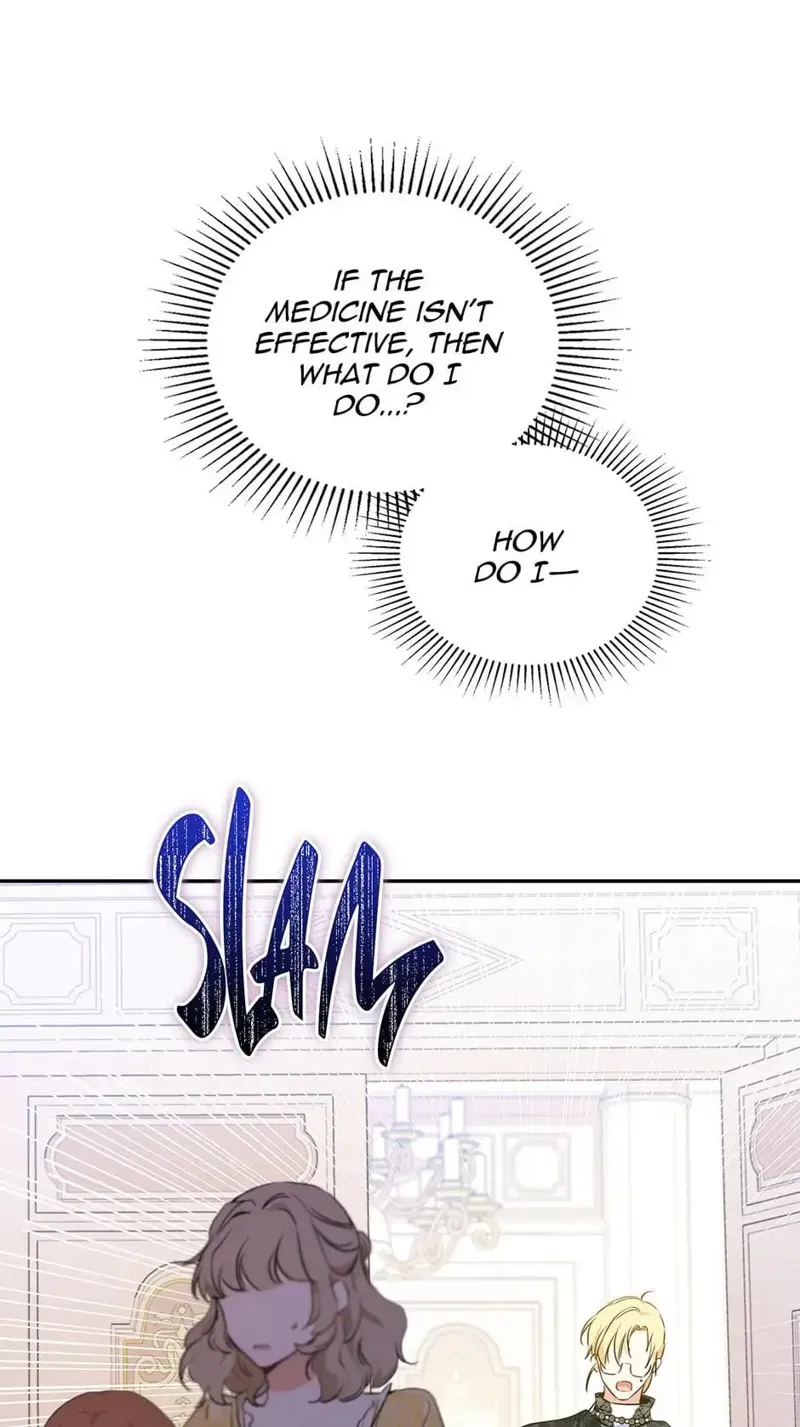 IF THE
MEDICINE ISN'T
EFFECTIVE, THEN
WHAT DO I
DO...?
HOW
DO I—
SLAM